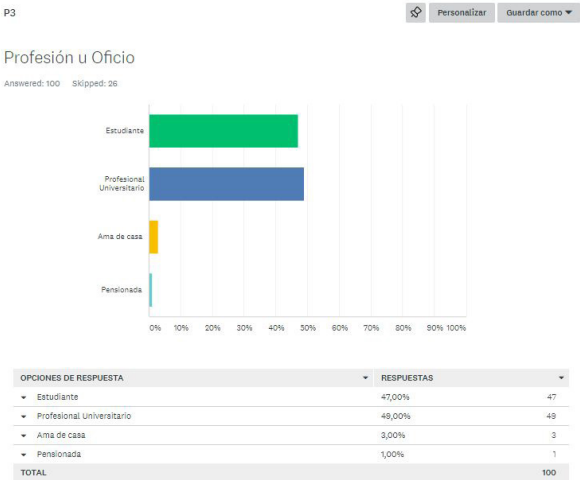 P3
Personalizar
Guardar como
Profesión u Oficio
Answered: 100 Skipped: 26
Estudiante
Profesional
Universitario
Ama de casa
Pensionada
0% 10% 20% 30% 40% 50% 60% 70% 80% 90% 100%
OPCIONES DE RESPUESTA RESPUESTAS
Estudiante 47,00% 47
Profesional Universitario 49,00% 49
Ama de casa 3,00% 3
Pensionada 1,00% 1
TOTAL 100